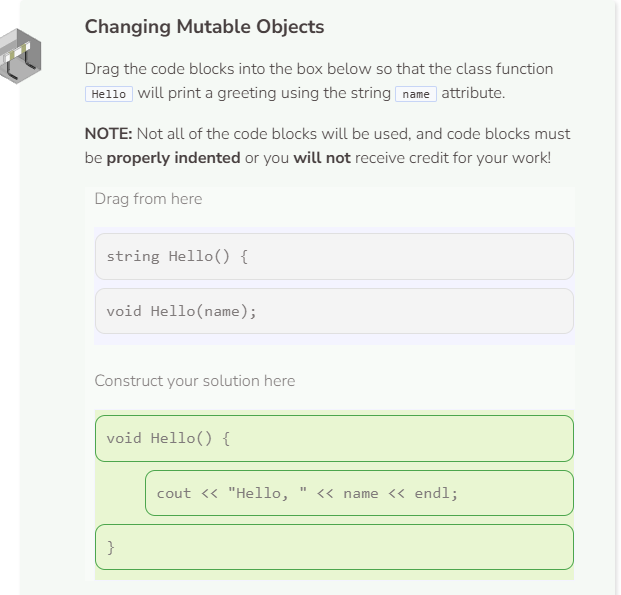 Changing Mutable Objects
Drag the code blocks into the box below so that the class function
Hello will print a greeting using the string name attribute.
NOTE: Not all of the code blocks will be used, and code blocks must
be properly indented or you will not receive credit for your work!
Drag from here
string Hello() {
void Hello(name);
Construct your solution here
void Hello() {
cout << "Hello, " << name << endl;
}